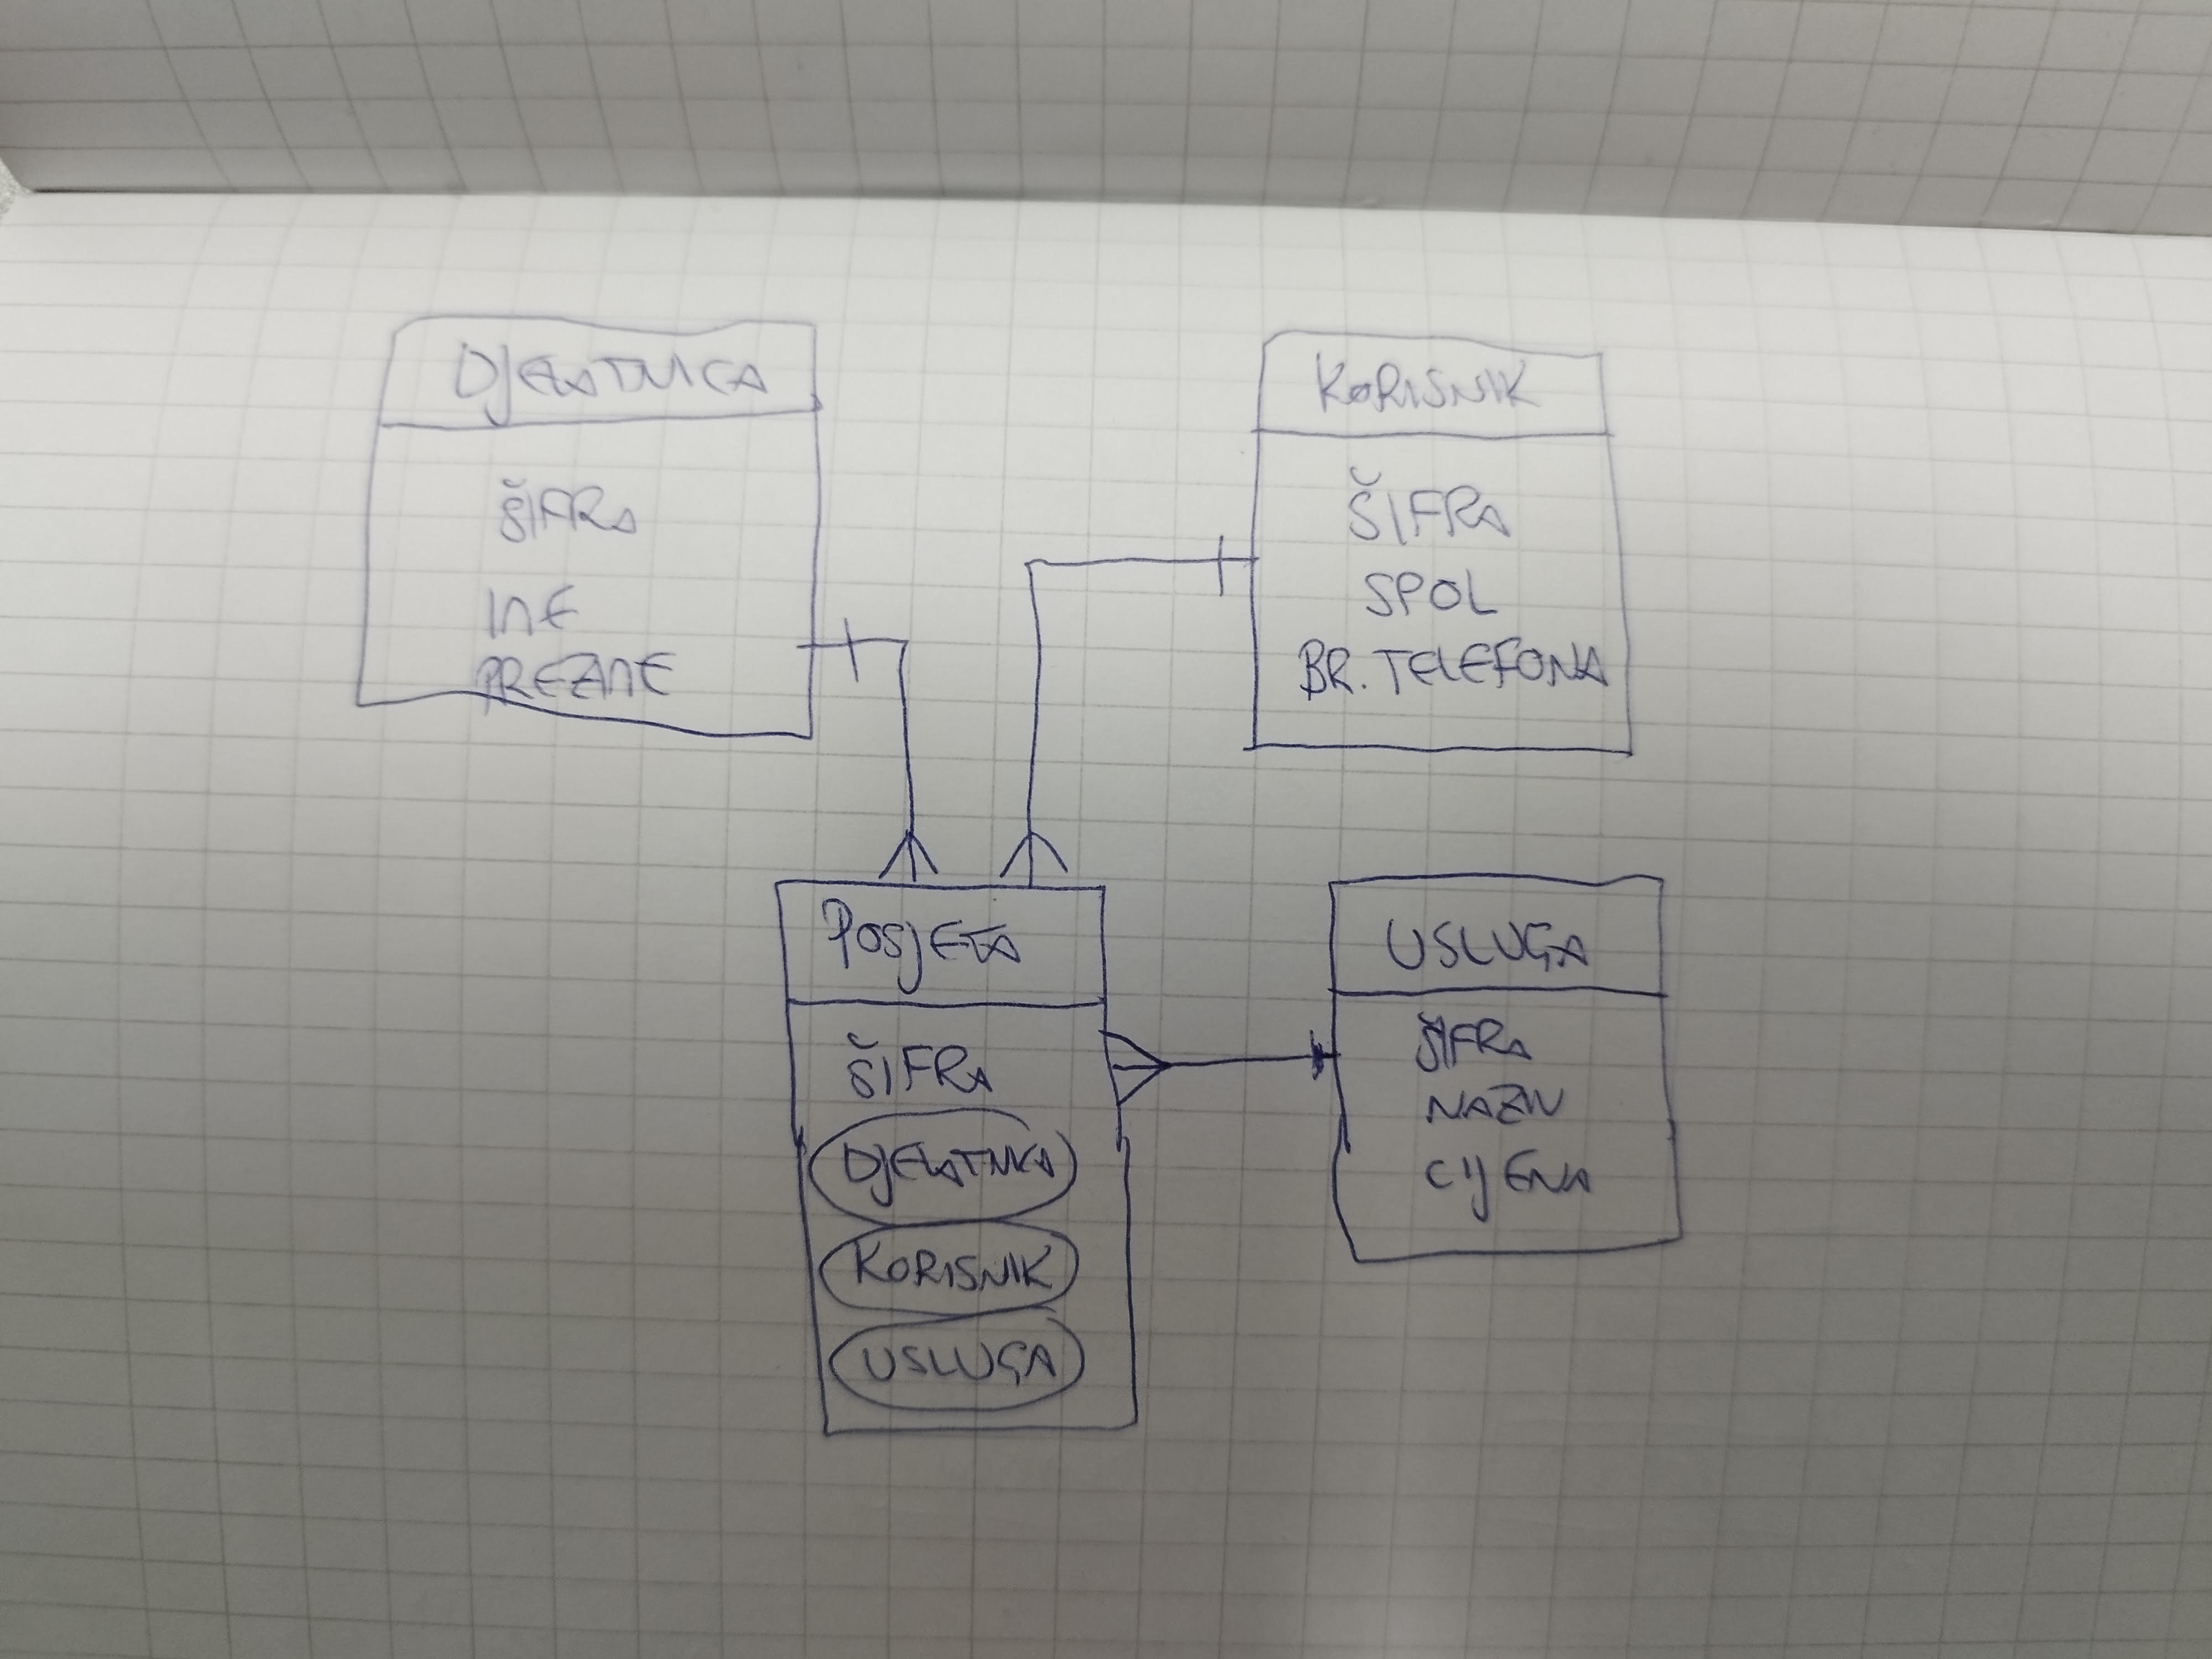 DJELATNICA
ŠIFRA
IME
PREZIME
KORISNIK
ŠIFRA
SPOL
BR. TELEFONA
POSJETA
ŠIFRA
DJELATNICA
KORISNIK
USLUGA
USLUGA
ŠIFRA
NAZIV
CIJENA